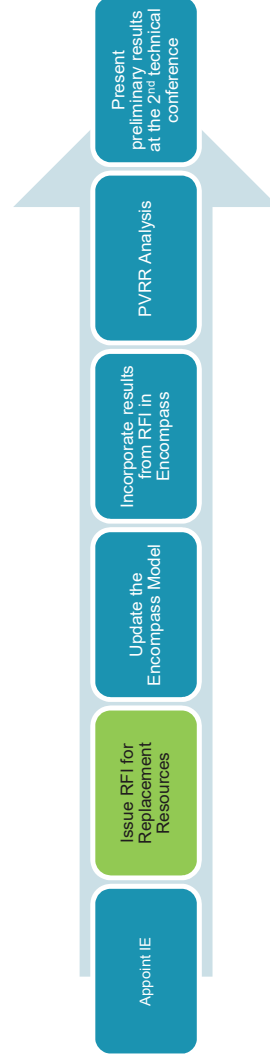 Appoint IE
Issue RFI for
Replacement
Resources
Update the
Encompass Model
Incorporate results
from RFI in
Encompass
PVRR Analysis
Present
preliminary results
at the 2nd technical
conference